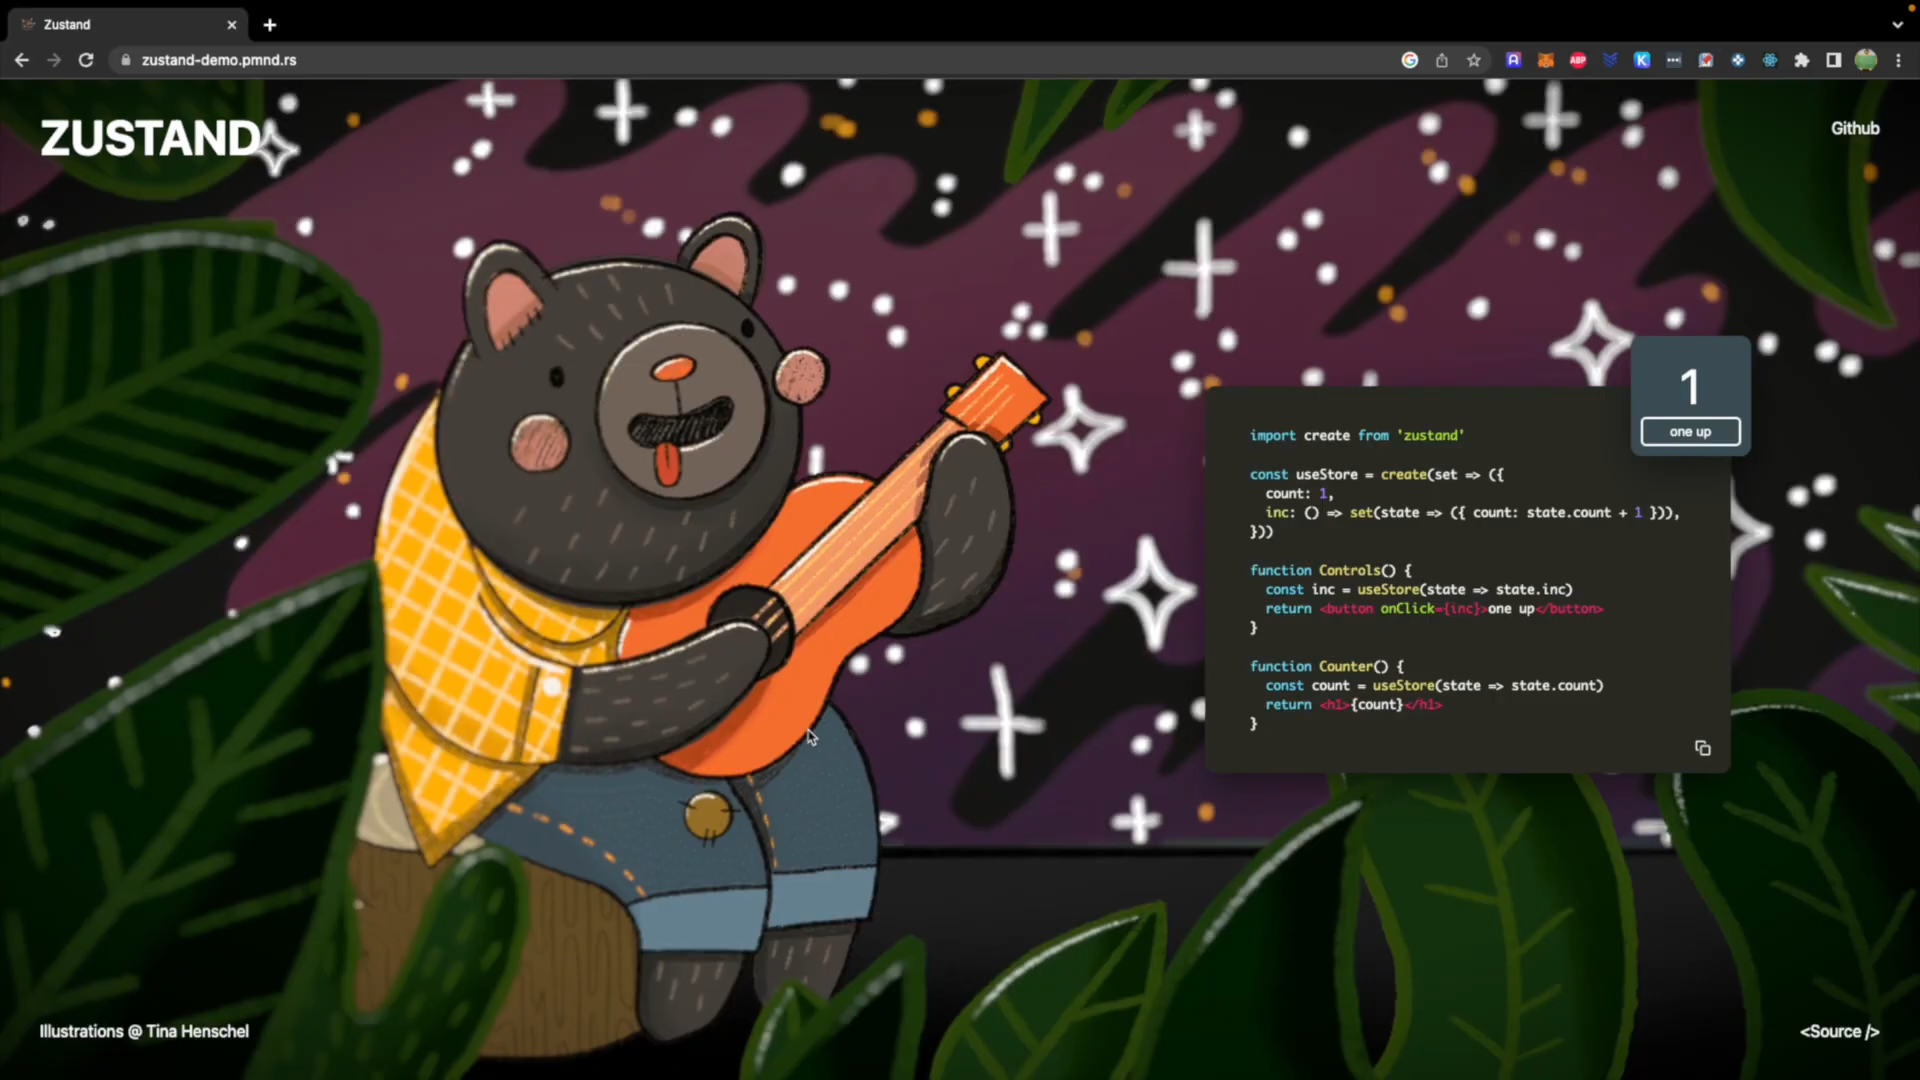 Zustand
zustand-demo.pmnd.rs
ABP
K
ZUSTAND
Github
1
one up
import create from 'zustand'
const useStore = create(set => ({
count: 1,
inc: () => set(state => ({ count: state.count + 1 })),
}))
function Controls() {
const inc = useStore(state => state.inc)
return <button onClick={inc}>one up</button>
}
function Counter() {
const count = useStore(state => state.count)
return <h1>{count}</h1>
}
Illustrations @ Tina Henschel
<Source />